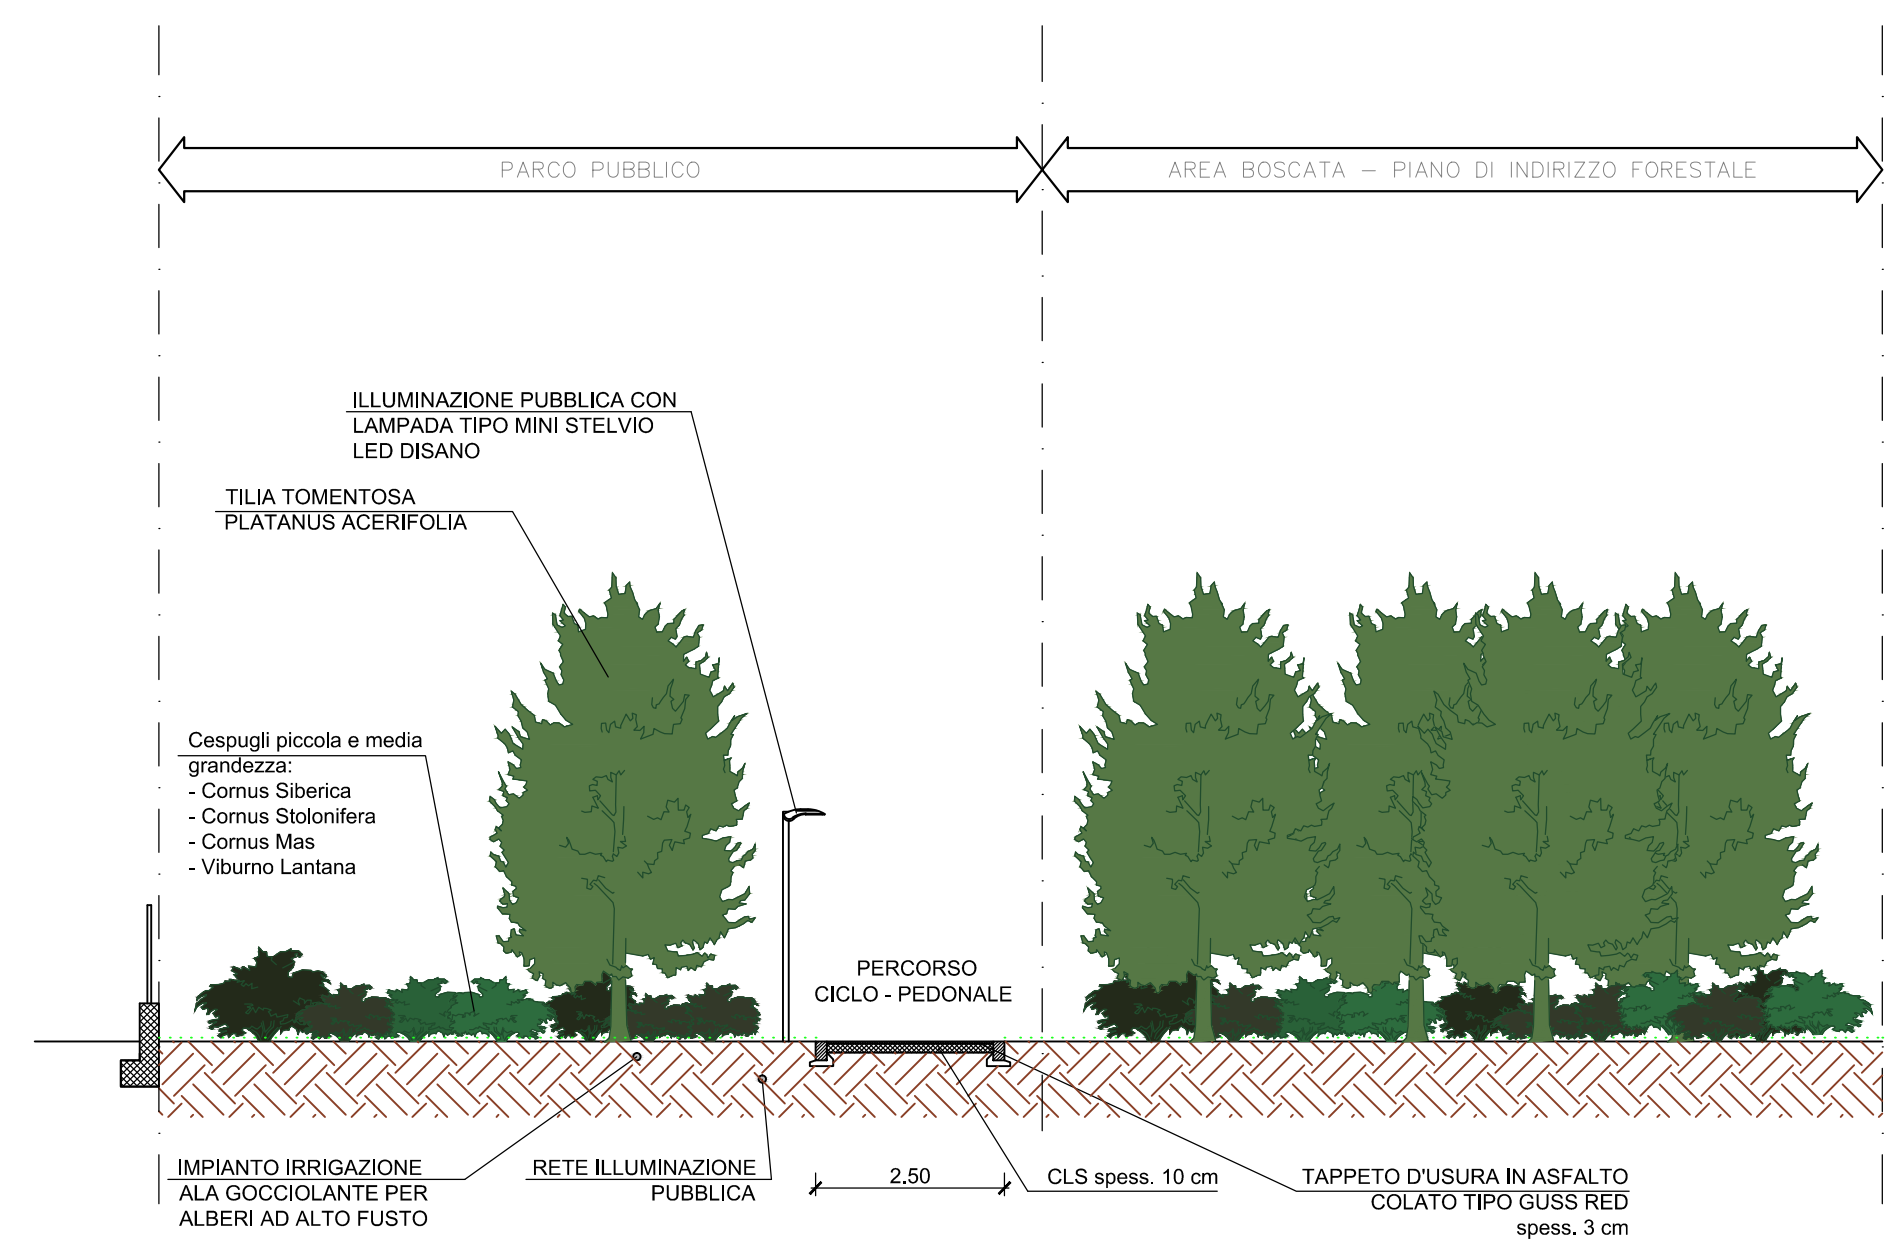 PARCO PUBBLICO
AREA BOSCATA – PIANO DI INDIRIZZO FORESTALE
ILLUMINAZIONE PUBBLICA CON
LAMPADA TIPO MINI STELVIO
LED DISANO
TILIA TOMENTOSA
PLATANUS ACERIFOLIA
Cespugli piccola e media
grandezza:
- Cornus Siberica
- Cornus Stolonifera
- Cornus Mas
- Viburno Lantana
PERCORSO
CICLO - PEDONALE
IMPIANTO IRRIGAZIONE
ALA GOCCIOLANTE PER
ALBERI AD ALTO FUSTO
RETE ILLUMINAZIONE
PUBBLICA
2.50
CLS spess. 10 cm
TAPPETO D'USURA IN ASFALTO
COLATO TIPO GUSS RED
spess. 3 cm